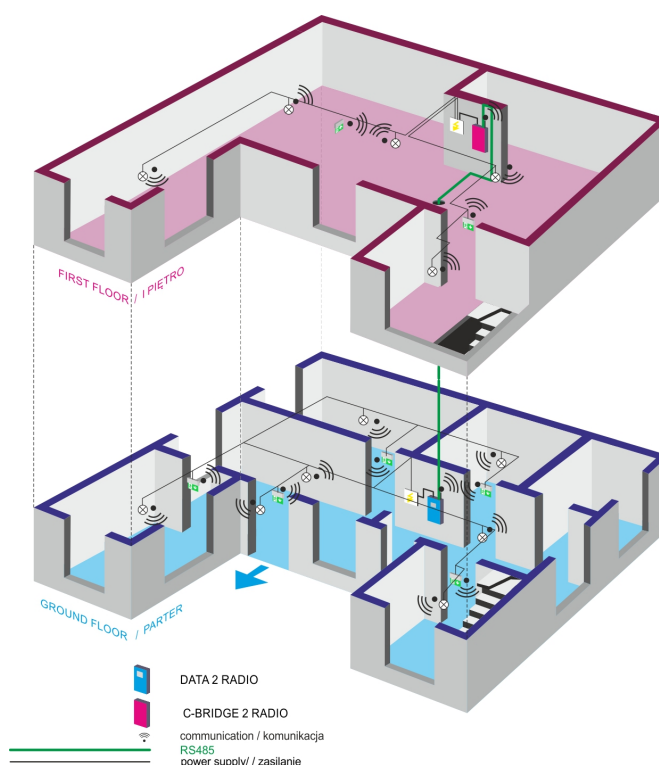 FIRST FLOOR / I PIĘTRO
GROUND FLOOR / PARTER
DATA 2 RADIO
C-BRIDGE 2 RADIO
communication / komunikacja
RS485
power supply/ / zasilanie